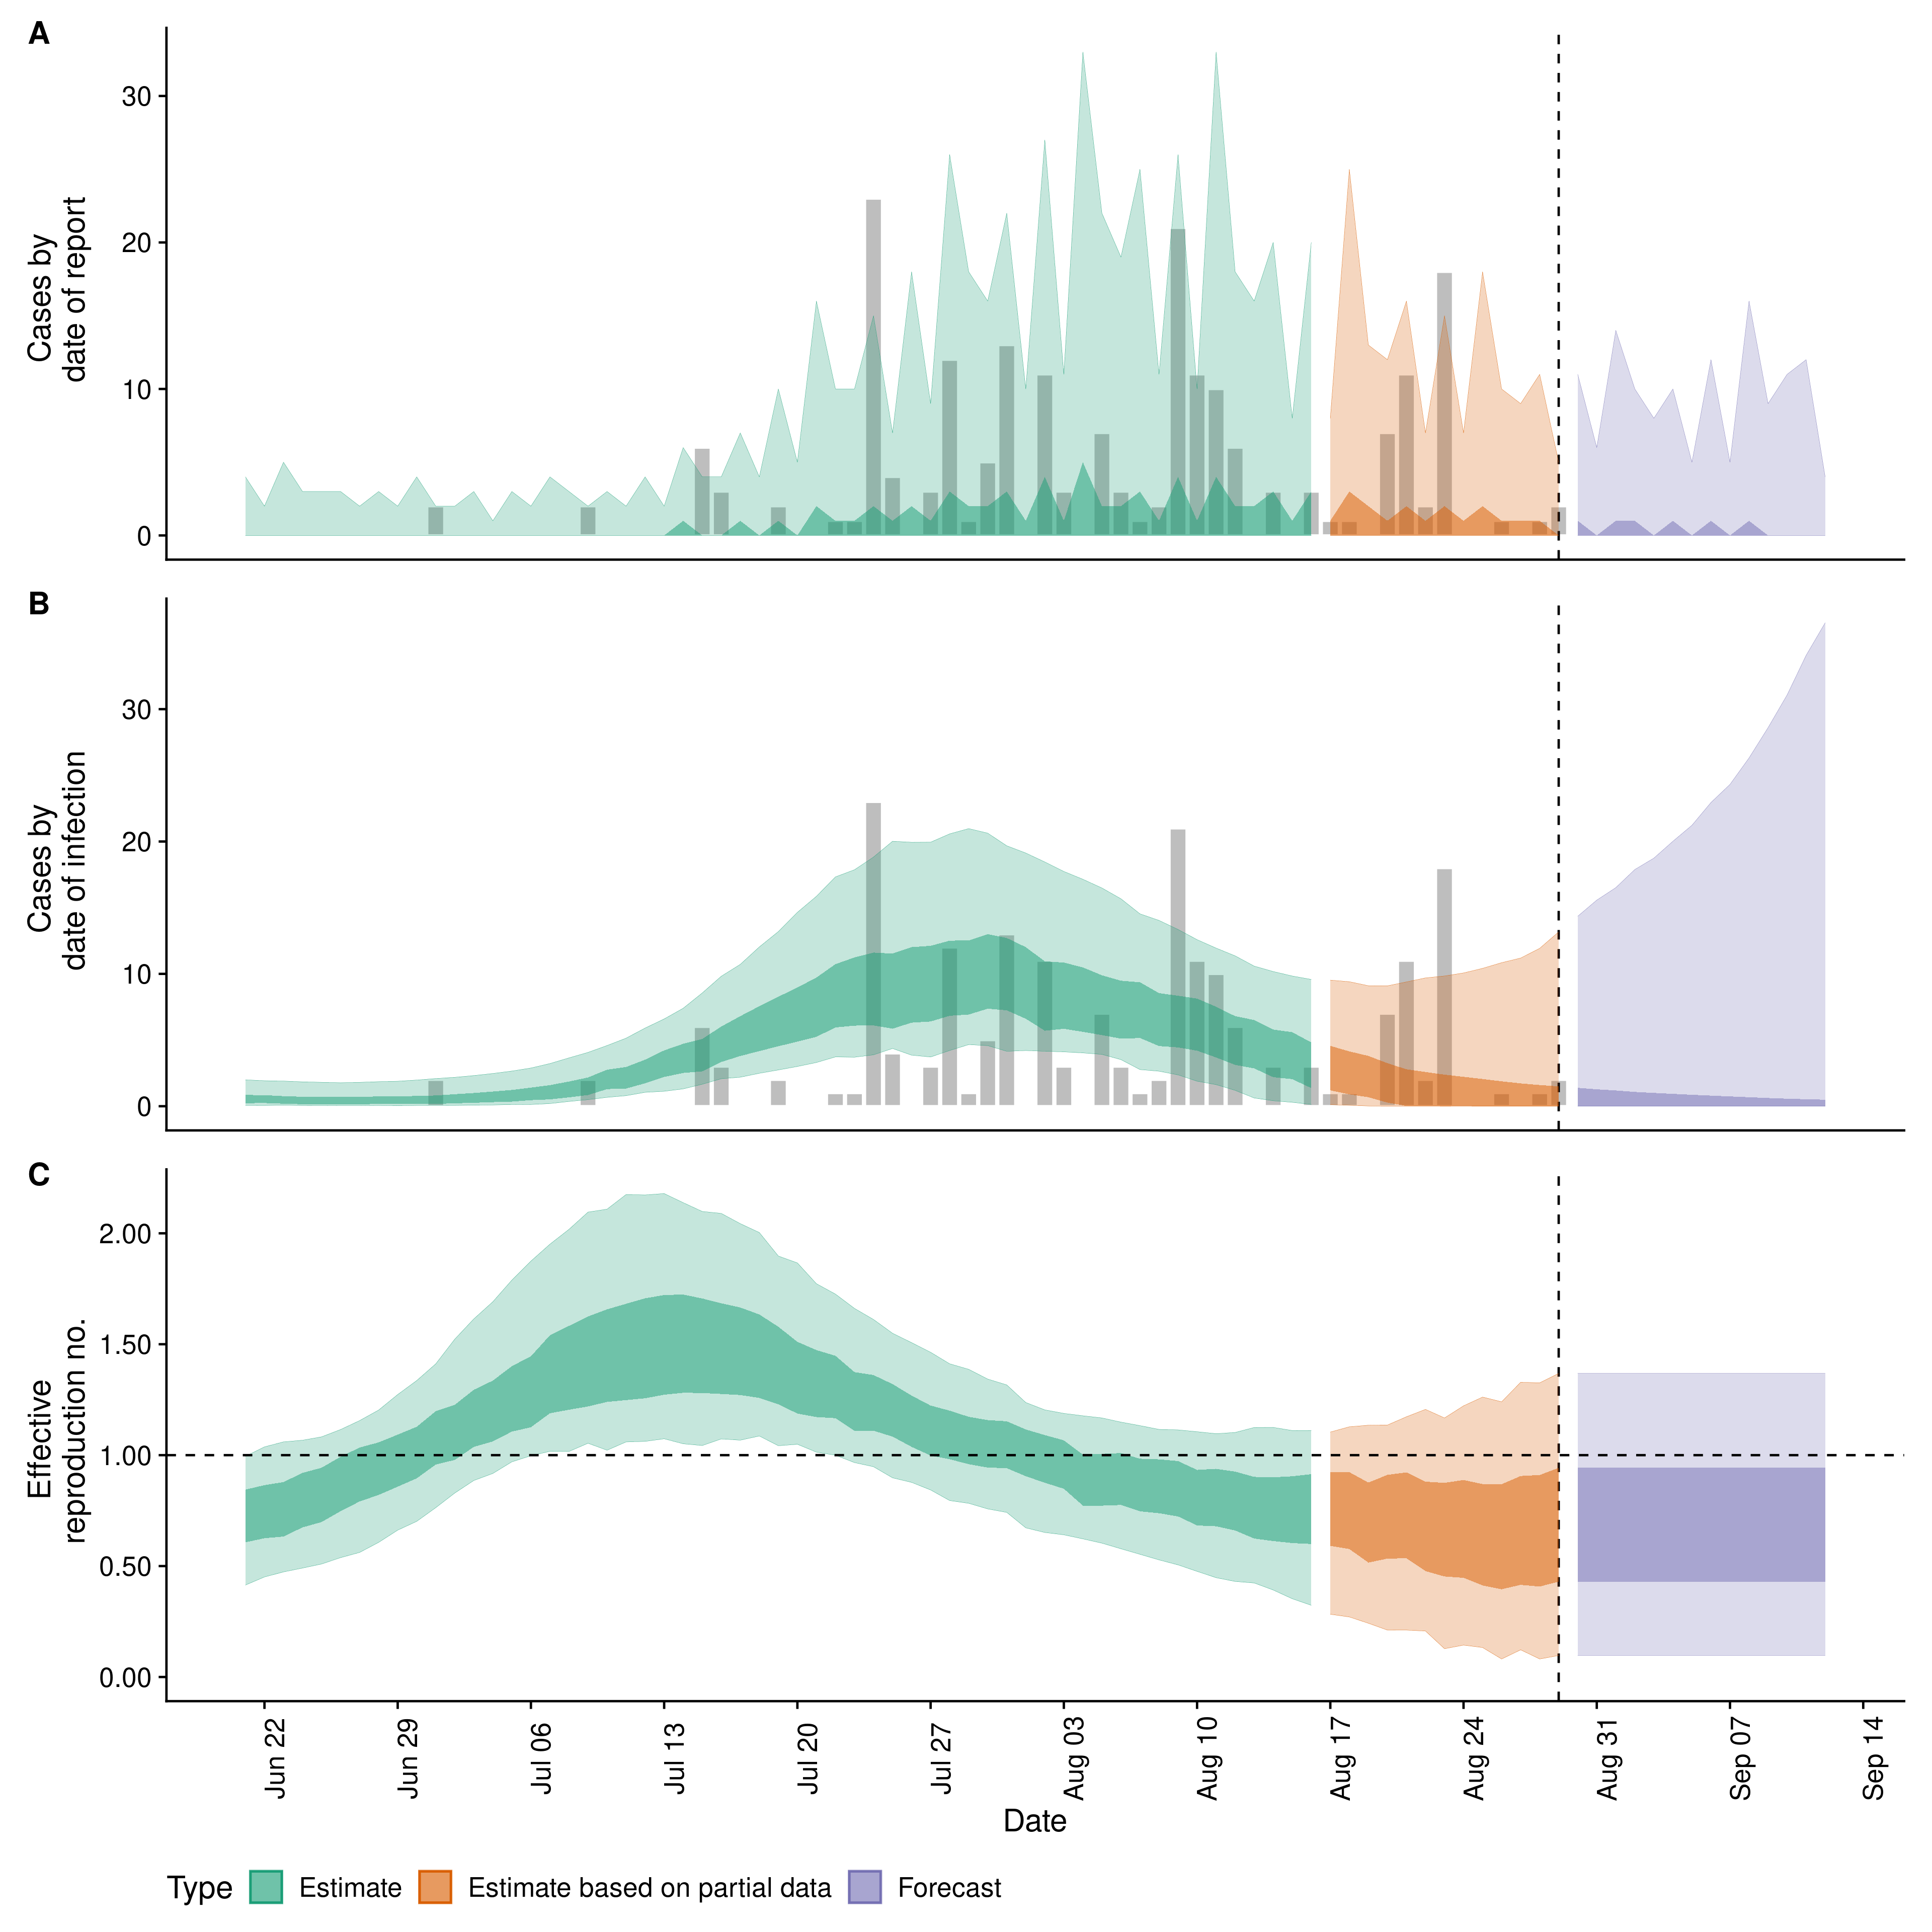 A
Cases by
date of report
30
20
10
0
B
Cases by
date of infection
30
20
10
0
C
Effective
reproduction no.
2.00
1.50
1.00
0.50
0.00
Jun 22
Jun 29
Jul 06
Jul 13
Jul 20
Jul 27
Aug 03
Aug 10
Aug 17
Aug 24
Aug 31
Sep 07
Sep 14
Date
Type Estimate Estimate based on partial data Forecast